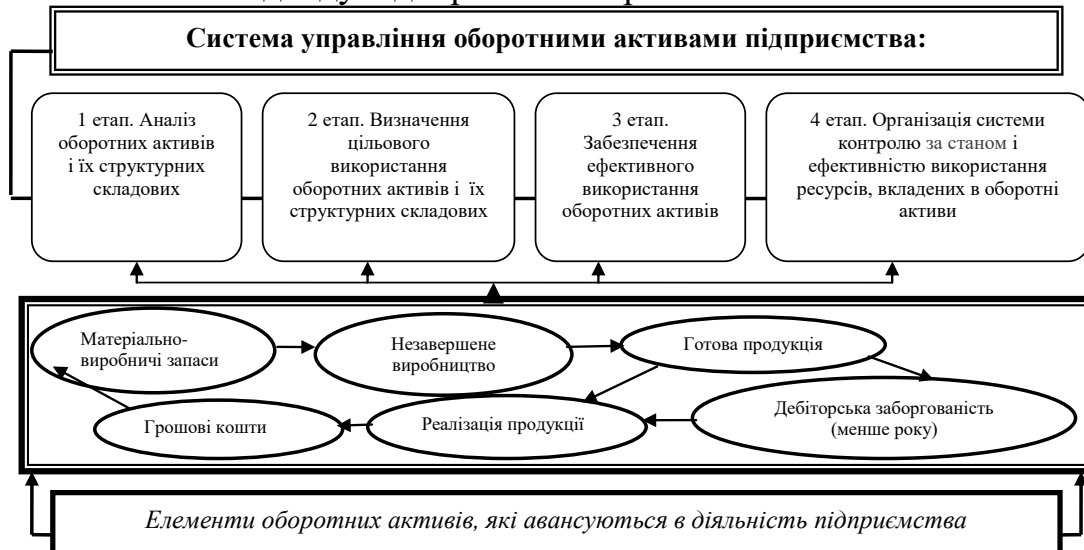 Система управління оборотними активами підприємства:
1 етап. Аналіз
оборотних активів
і їх структурних
складових
2 етап. Визначення
цільового
використання
оборотних активів і їх
структурних складових
3 етап.
Забезпечення
ефективного
використання
оборотних активів
4 етап. Організація системи
контролю за станом і
ефективністю використання
ресурсів, вкладених в оборотні
активи
Матеріально-
виробничі запаси
Незавершене
виробництво
Готова продукція
Грошові кошти
Реалізація продукції
Дебіторська заборгованість
(менше року)
Елементи оборотних активів, які авансуються в діяльність підприємства